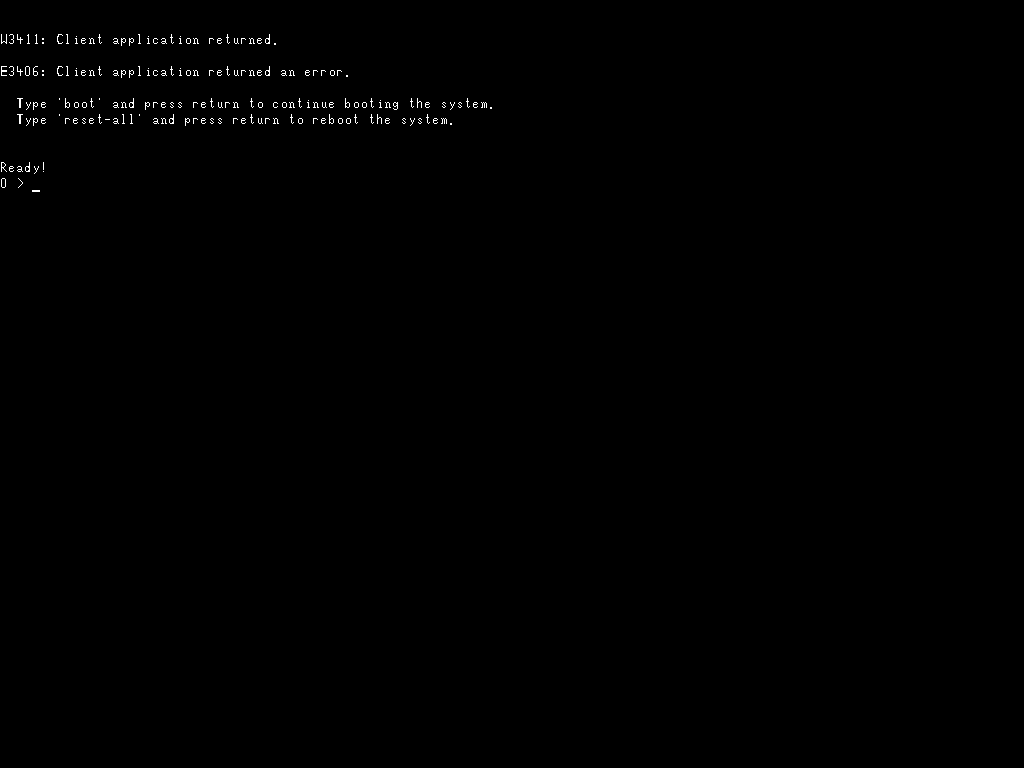 W3411: Client application returned.
E3406: Client application returned an error.
Type 'boot' and press return to continue booting the system.
Type 'reset-all' and press return to reboot the system.
Ready!
0 > _